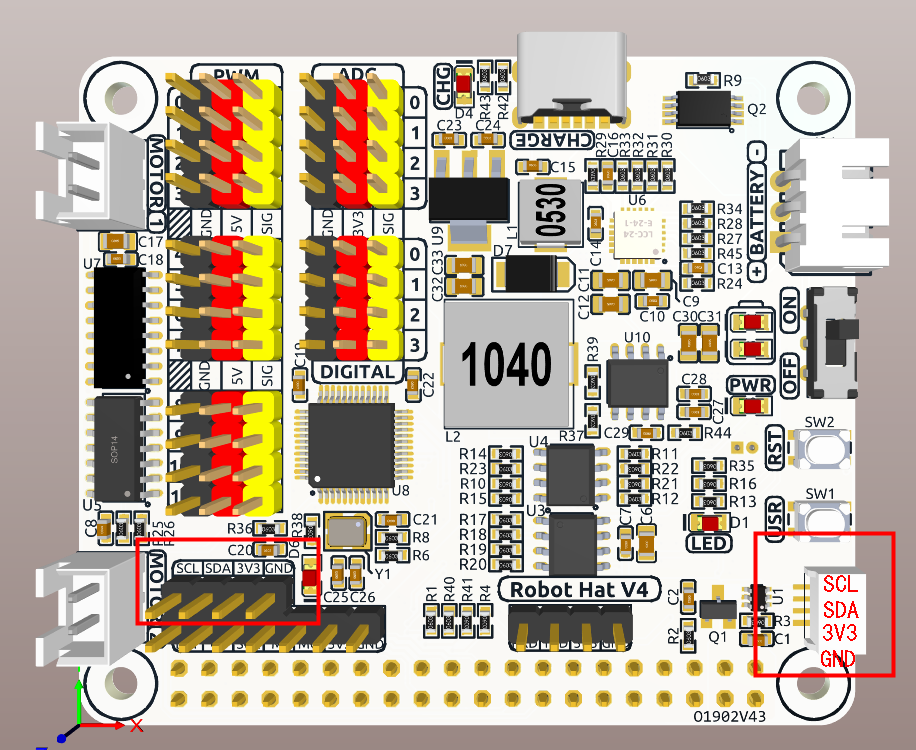 PWM
ADC
CHG
D4
R43
R42
R9
Q2
C23
C24
CHARGE
C15
R29
C16
R33
R32
R31
R30
0
1
2
3
MOTOR 1
GND
5V
SIG
GND
3V3
SIG
U9
L1
0530
C14
U6
LCC-24
E-24-1
R34
R28
R27
R45
C13
R24
- BATTERY +
C17
C18
U7
C33
C32
D7
C11
C12
C9
C10
C30
C31
0
1
2
3
ON
OFF
1040
R39
U10
GND
5V
SIG
DIGITAL
C19
C22
PWR
C28
C27
L2
R37
C29
R44
SW2
RST
SOP14
U5
U8
U4
R14
R23
R10
R15
R11
R22
R21
R12
R35
R16
R13
SW1
USR
C8
R25
R26
R36
R38
C20
D6
C21
R8
R6
U3
R17
R18
R19
R20
C7
C6
D1
LED
SCL
SDA
3V3
GND
Y1
C25
C26
R1
R40
R41
R4
Robot Hat V4
C2
R2
Q1
U1
R3
C1
SCL
SDA
3V3
GND
O1902V43
X